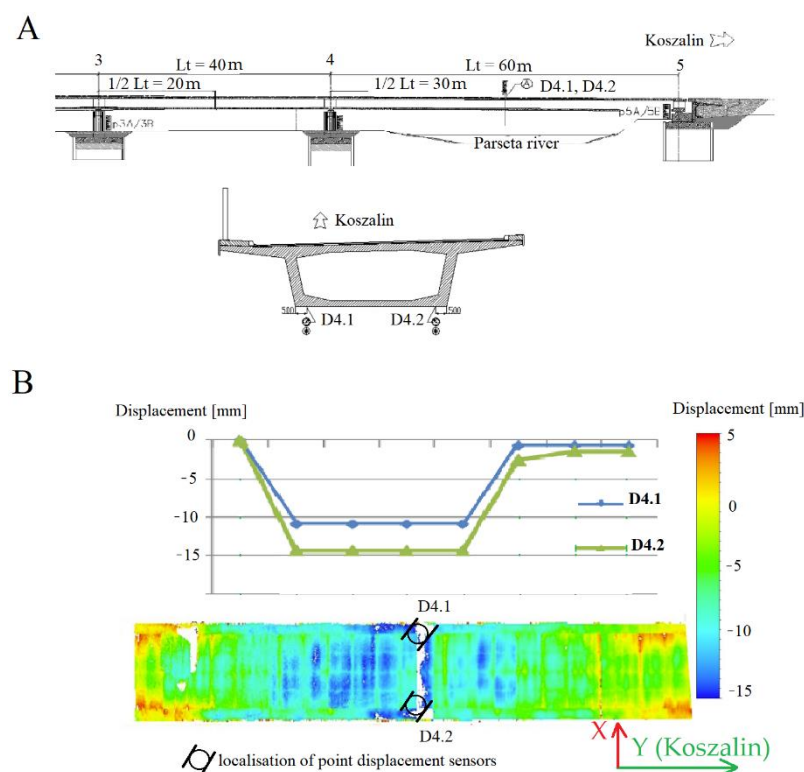 A
Koszalin
3 Lt = 40m 4 Lt = 60m 5
1/2 Lt = 20m 1/2 Lt = 30m A D4.1, D4.2
p3A/3B
Parseta river
Koszalin
500 D4.1 D4.2 500
B
Displacement [mm] Displacement [mm]
0
-5
-10
-15
D4.1
D4.2
5
0
-5
-10
-15
D4.1
D4.2
X
Y (Koszalin)
localisation of point displacement sensors